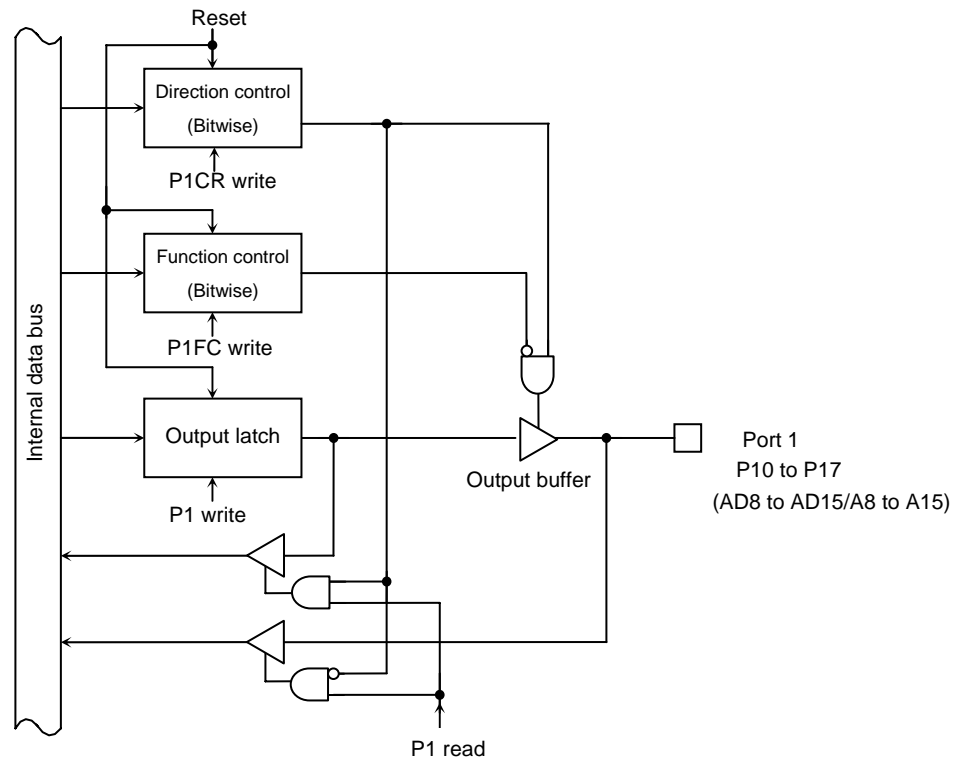 Reset
Direction control
(Bitwise)
P1CR write
Function control
(Bitwise)
P1FC write
Internal data bus
Output latch
P1 write
Output buffer
Port 1
P10 to P17
(AD8 to AD15/A8 to A15)
P1 read